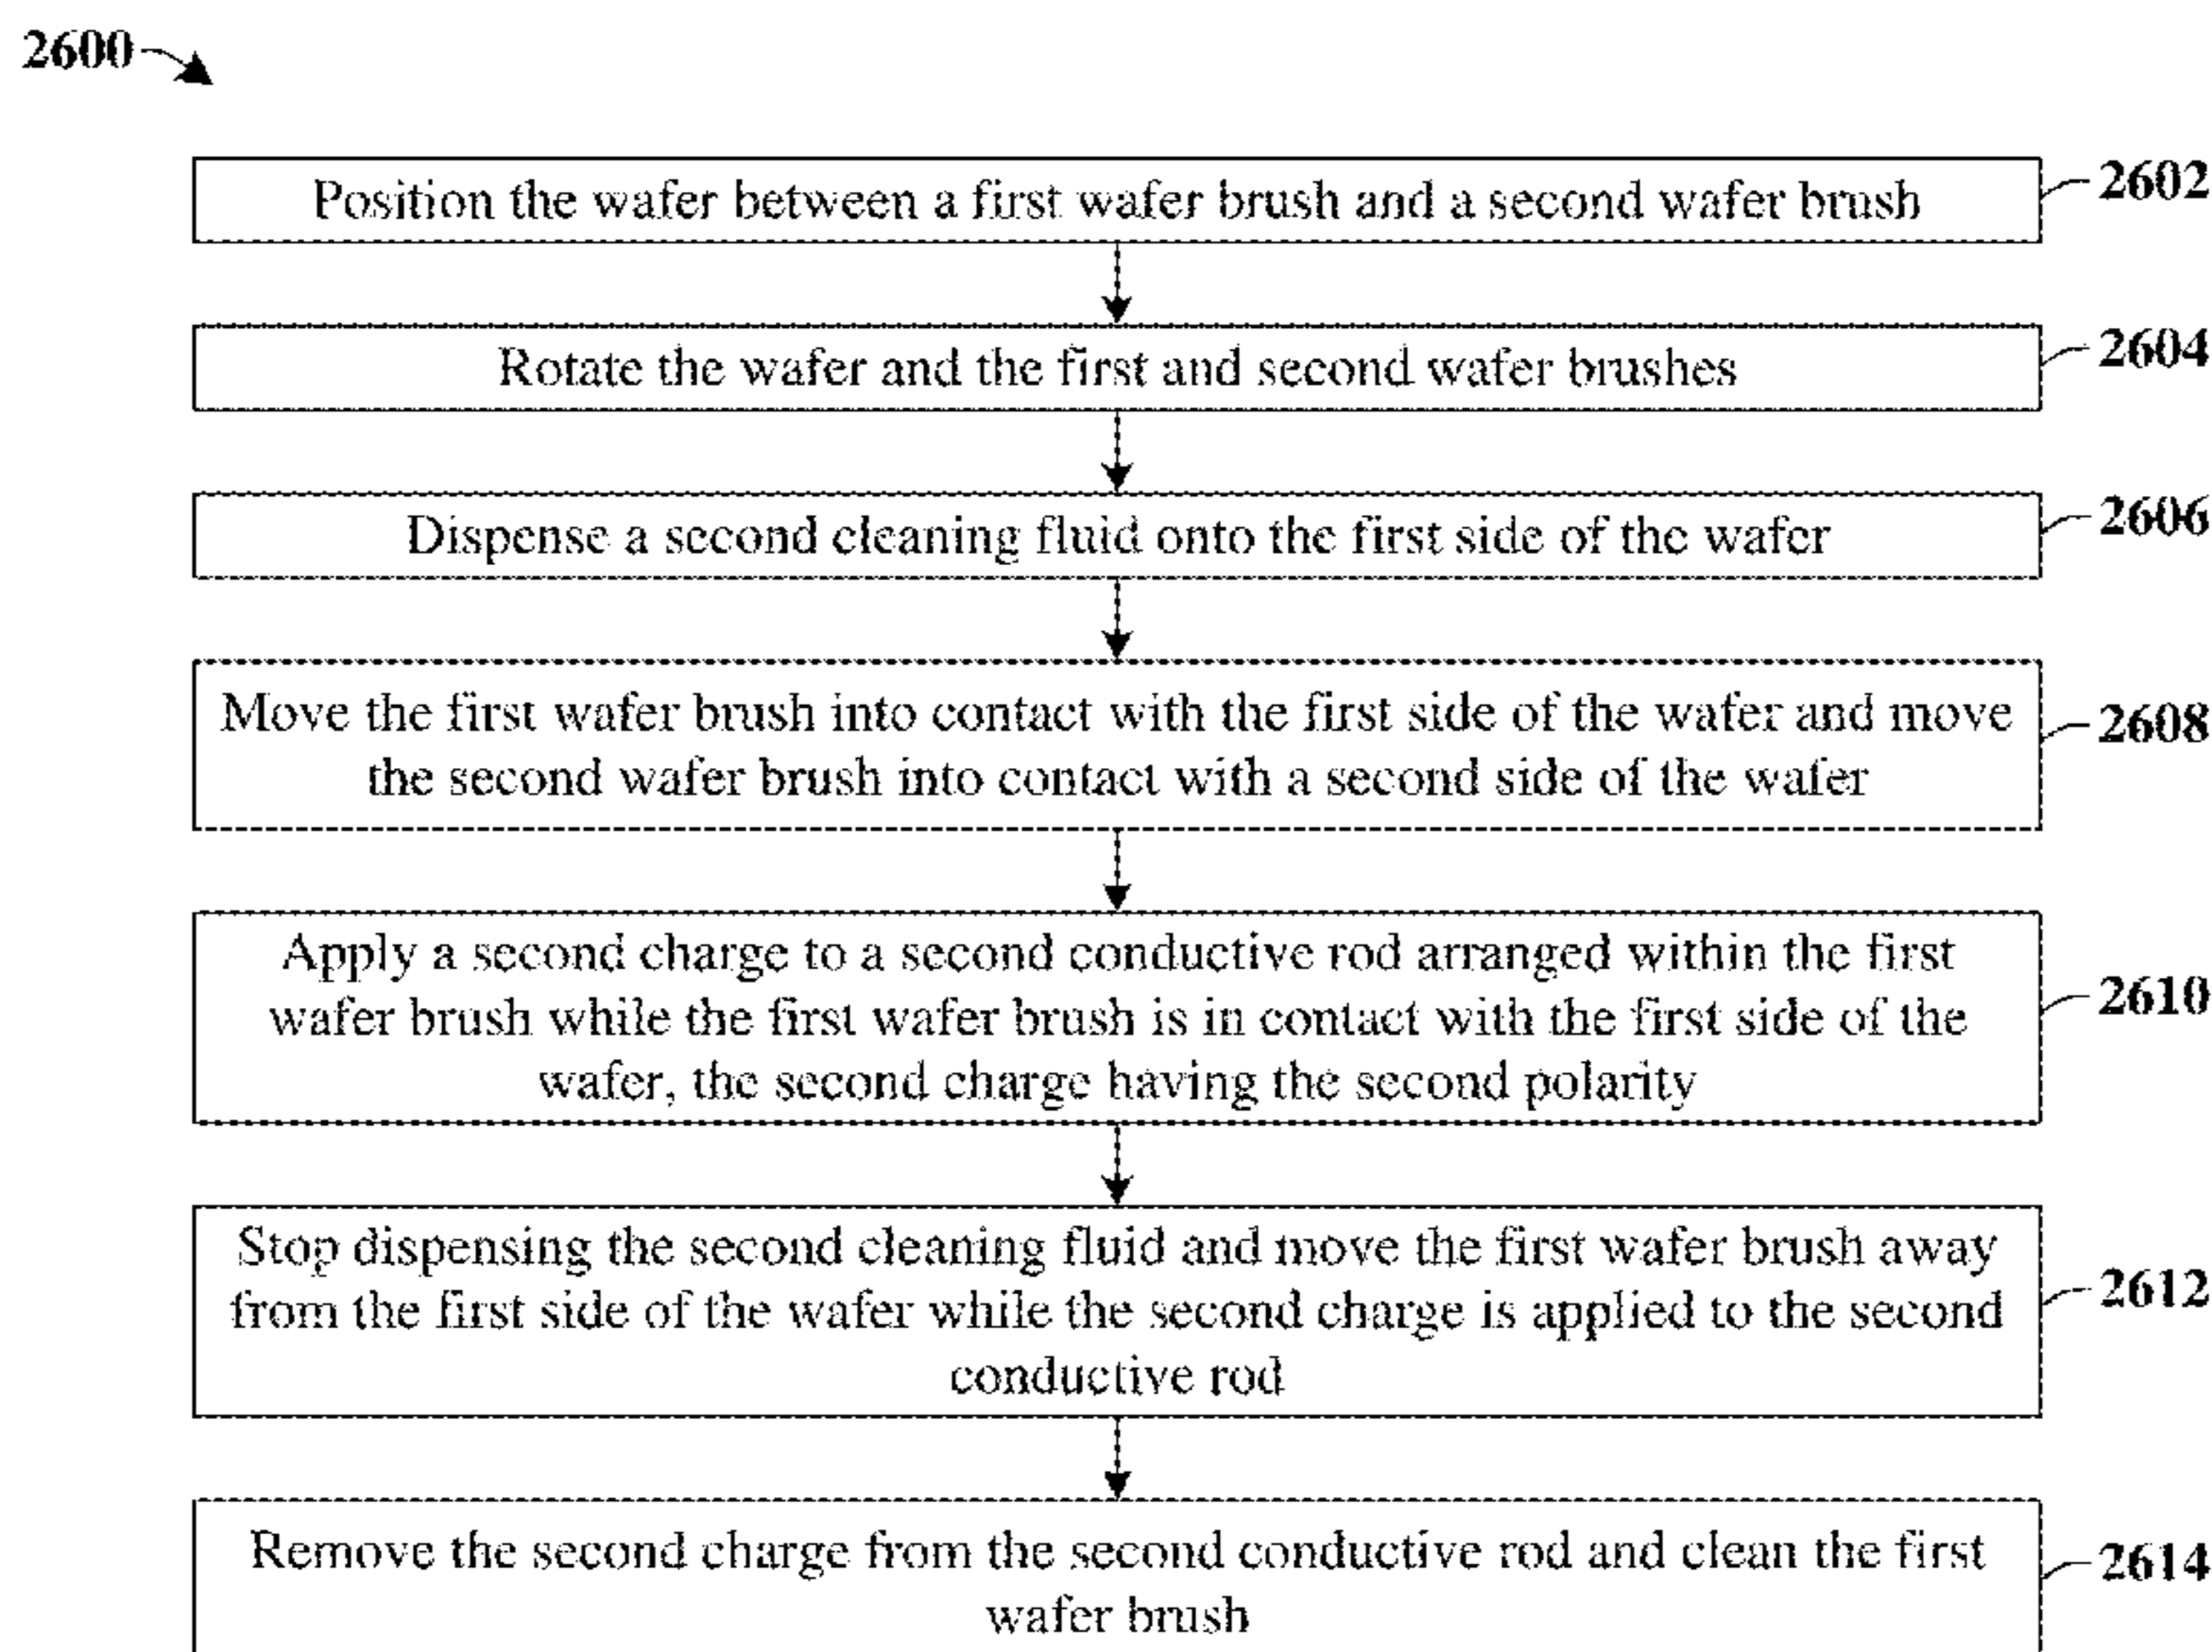 2600
Position the wafer between a first wafer brush and a second wafer brush
2602
Rotate the wafer and the first and second wafer brushes
2604
Dispense a second cleaning fluid onto the first side of the wafer
2606
Move the first wafer brush into contact with the first side of the wafer and move
the second wafer brush into contact with a second side of the wafer
2608
Apply a second charge to a second conductive rod arranged within the first
wafer brush while the first wafer brush is in contact with the first side of the
wafer, the second charge having the second polarity
2610
Stop dispensing the second cleaning fluid and move the first wafer brush away
from the first side of the wafer while the second charge is applied to the second
conductive rod
2612
Remove the second charge from the second conductive rod and clean the first
wafer brush
2614